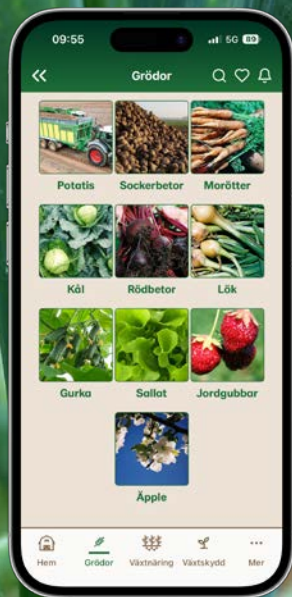 09:55 5G 89
Grödor
Potatis Sockerbetor Morötter
Kål Rödbetor Lök
Gurka Sallat Jordgubbar
Äpple
Hem Grödor Växtnäring Växtskydd Mer